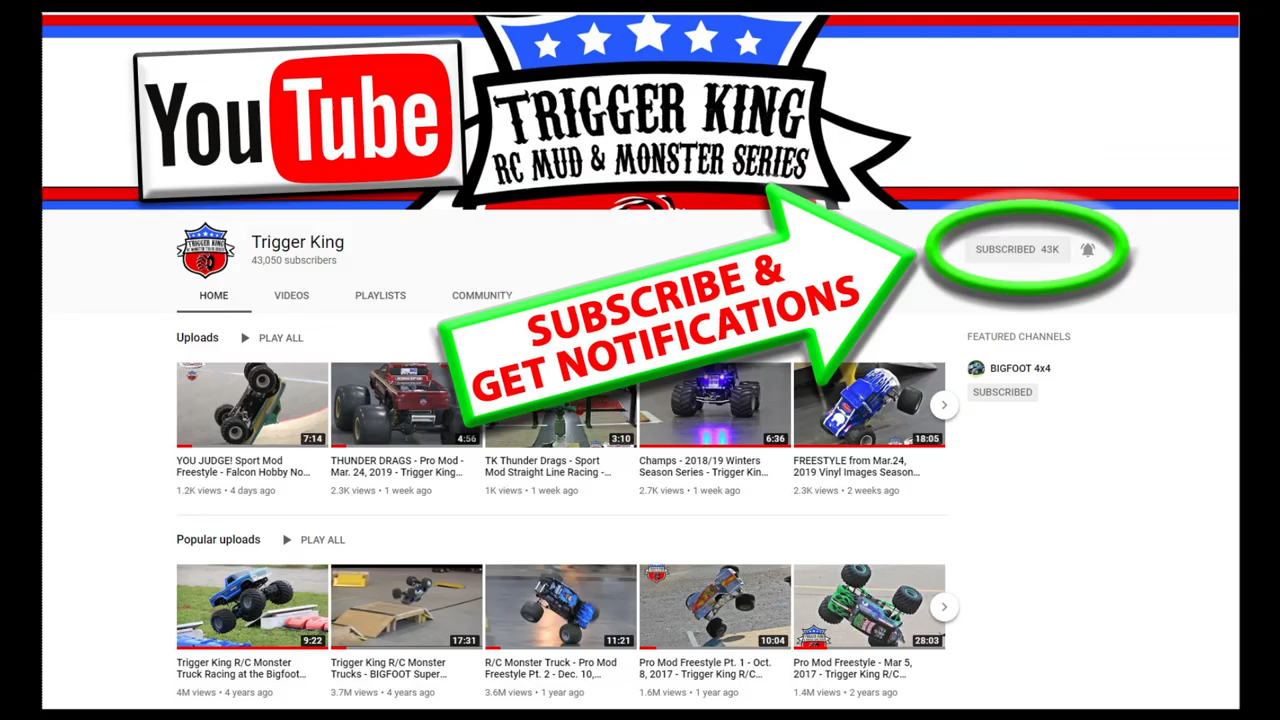 YouTube
TRIGGER KING
RC MUD & MONSTER SERIES
Trigger King
43,050 subscribers
SUBSCRIBED 43K
HOME
VIDEOS
PLAYLISTS
COMMUNITY
SUBSCRIBE &
GET NOTIFICATIONS
FEATURED CHANNELS
BIGFOOT 4x4
SUBSCRIBED
Uploads
PLAY ALL
7:14
4:56
3:10
6:36
18:05
YOU JUDGE! Sport Mod
Freestyle - Falcon Hobby No...
1.2K views • 4 days ago
THUNDER DRAGS - Pro Mod -
Mar. 24, 2019 - Trigger King...
2.3K views • 1 week ago
TK Thunder Drags - Sport
Mod Straight Line Racing -...
1K views • 1 week ago
Champs - 2018/19 Winters
Season Series - Trigger Kin...
2.7K views • 1 week ago
FREESTYLE from Mar.24,
2019 Vinyl Images Season...
2.3K views • 2 weeks ago
Popular uploads
PLAY ALL
9:22
17:31
11:21
10:04
28:03
Trigger King R/C Monster
Truck Racing at the Bigfoot...
4M views • 4 years ago
Trigger King R/C Monster
Trucks - BIGFOOT Super...
3.7M views • 4 years ago
R/C Monster Truck - Pro Mod
Freestyle Pt. 2 - Dec. 10,...
3.6M views • 1 year ago
Pro Mod Freestyle Pt. 1 - Oct.
8, 2017 - Trigger King R/C...
1.6M views • 1 year ago
Pro Mod Freestyle - Mar 5,
2017 - Trigger King R/C...
1.4M views • 2 years ago